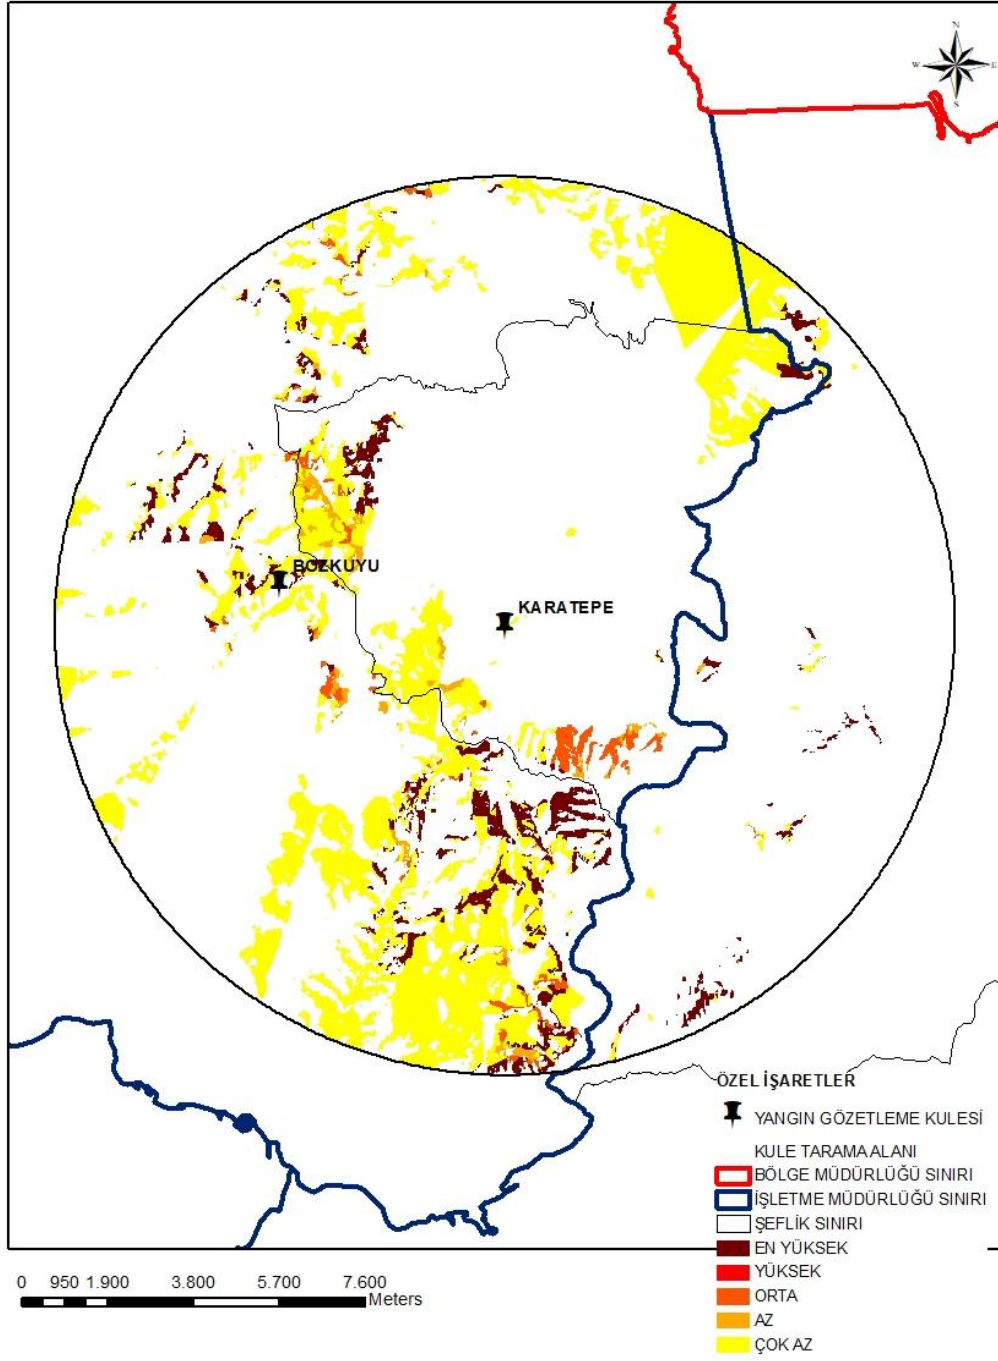 N
W E
S
BOZKUYU
KARATEPE
ÖZEL İŞARETLER
YANGIN GÖZETLEME KULESİ
KULE TARAMA ALANI
BÖLGE MÜDÜRLÜĞÜ SINIRI
İŞLETME MÜDÜRLÜĞÜ SINIRI
ŞEFLİK SINIRI
EN YÜKSEK
YÜKSEK
ORTA
AZ
ÇOK AZ
0 950 1.900 3.800 5.700 7.600
Meters